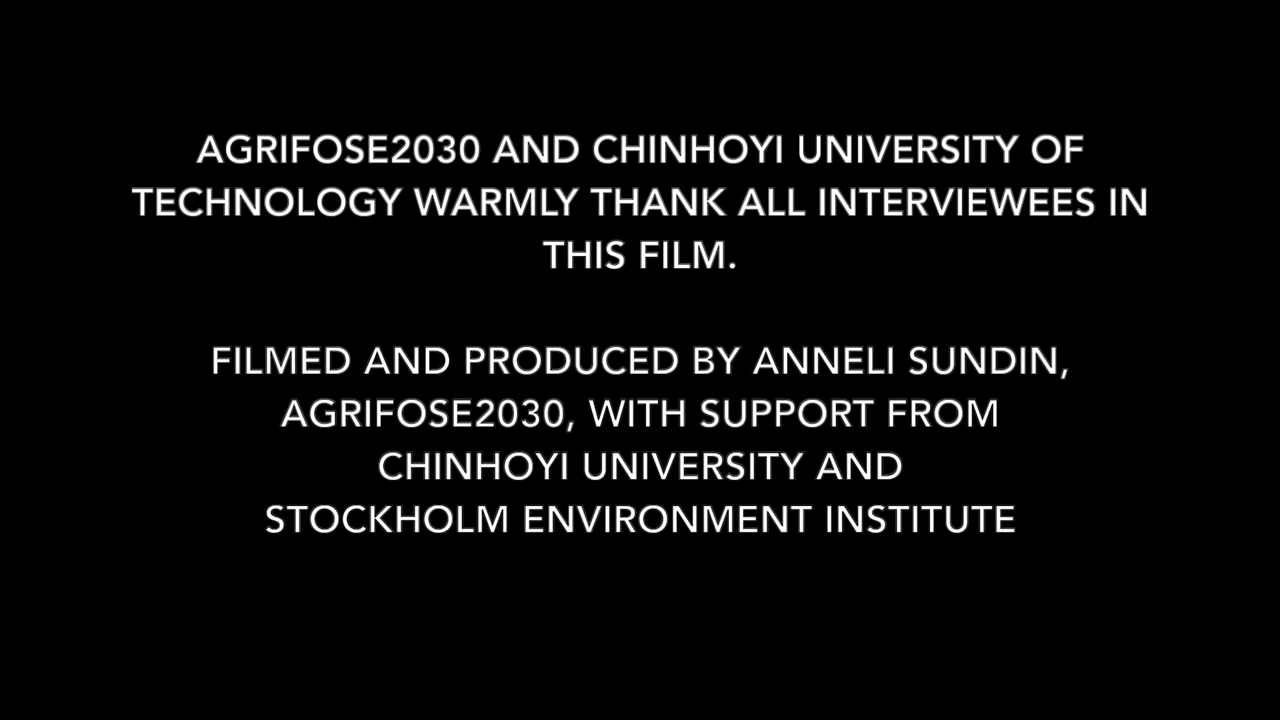 AGRIFOSE2030 AND CHINHOYI UNIVERSITY OF
TECHNOLOGY WARMLY THANK ALL INTERVIEWEES IN
THIS FILM.
FILMED AND PRODUCED BY ANNELI SUNDIN,
AGRIFOSE2030, WITH SUPPORT FROM
CHINHOYI UNIVERSITY AND
STOCKHOLM ENVIRONMENT INSTITUTE